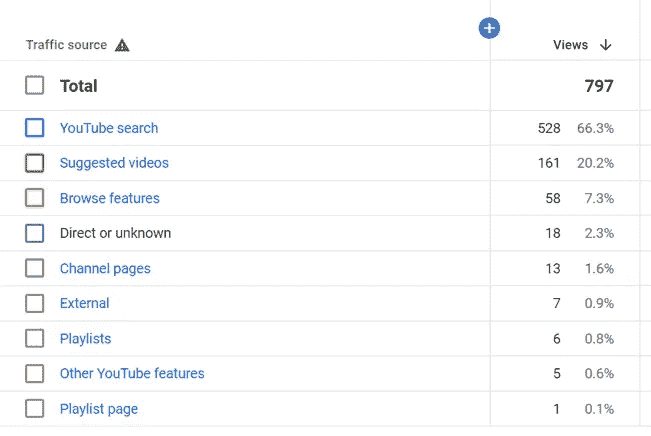 Traffic source Views
Total 797
YouTube search 528 66.3%
Suggested videos 161 20.2%
Browse features 58 7.3%
Direct or unknown 18 2.3%
Channel pages 13 1.6%
External 7 0.9%
Playlists 6 0.8%
Other YouTube features 5 0.6%
Playlist page 1 0.1%